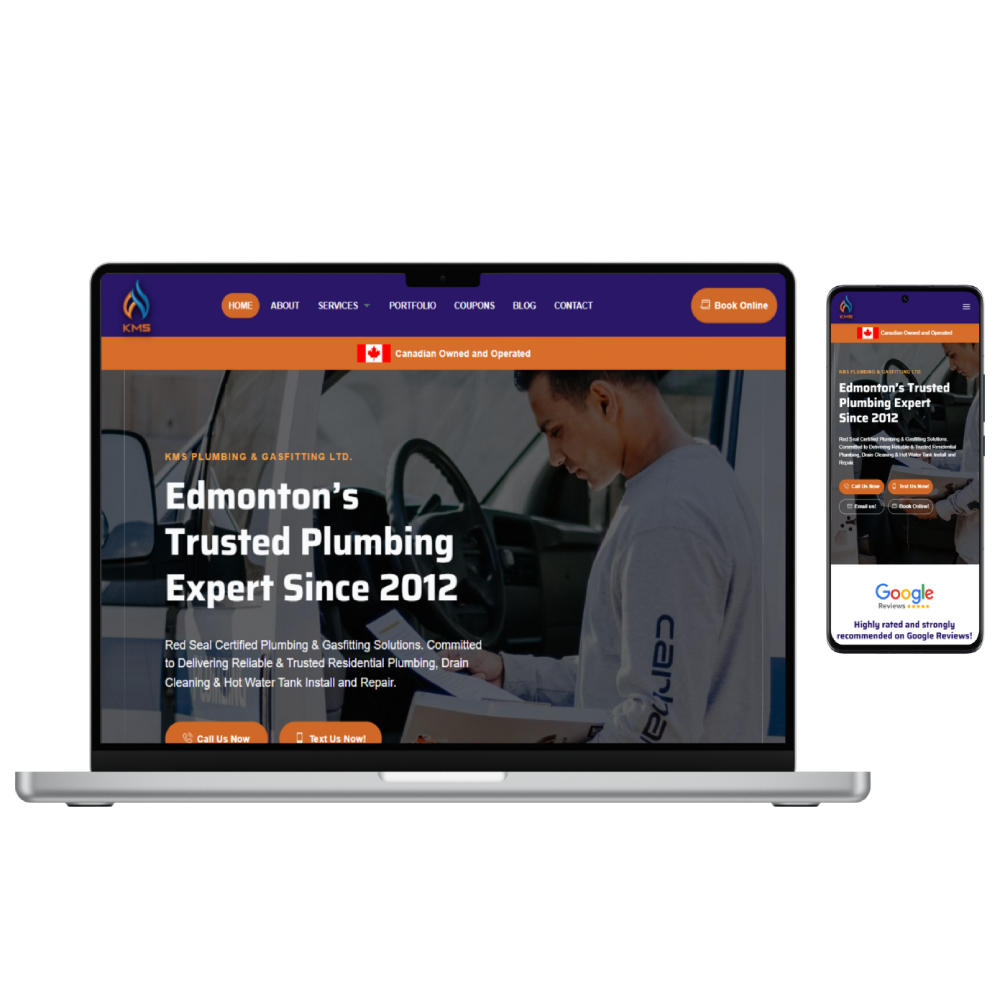 KMS
HOME ABOUT SERVICES PORTFOLIO COUPONS BLOG CONTACT Book Online
Canadian Owned and Operated
KMS PLUMBING & GASFITTING LTD.
Edmonton’s
Trusted Plumbing
Expert Since 2012
Red Seal Certified Plumbing & Gasfitting Solutions. Committed
to Delivering Reliable & Trusted Residential Plumbing, Drain
Cleaning & Hot Water Tank Install and Repair.
Call Us Now Text Us Now!
KMS
Canadian Owned and Operated
KMS PLUMBING & GASFITTING LTD.
Edmonton’s Trusted
Plumbing Expert
Since 2012
Red Seal Certified Plumbing & Gasfitting Solutions.
Committed to Delivering Reliable & Trusted Residential
Plumbing, Drain Cleaning & Hot Water Tank Install and
Repair.
Call Us Now Text Us Now!
Email us! Book Online!
Google
Reviews
Highly rated and strongly
recommended on Google Reviews!